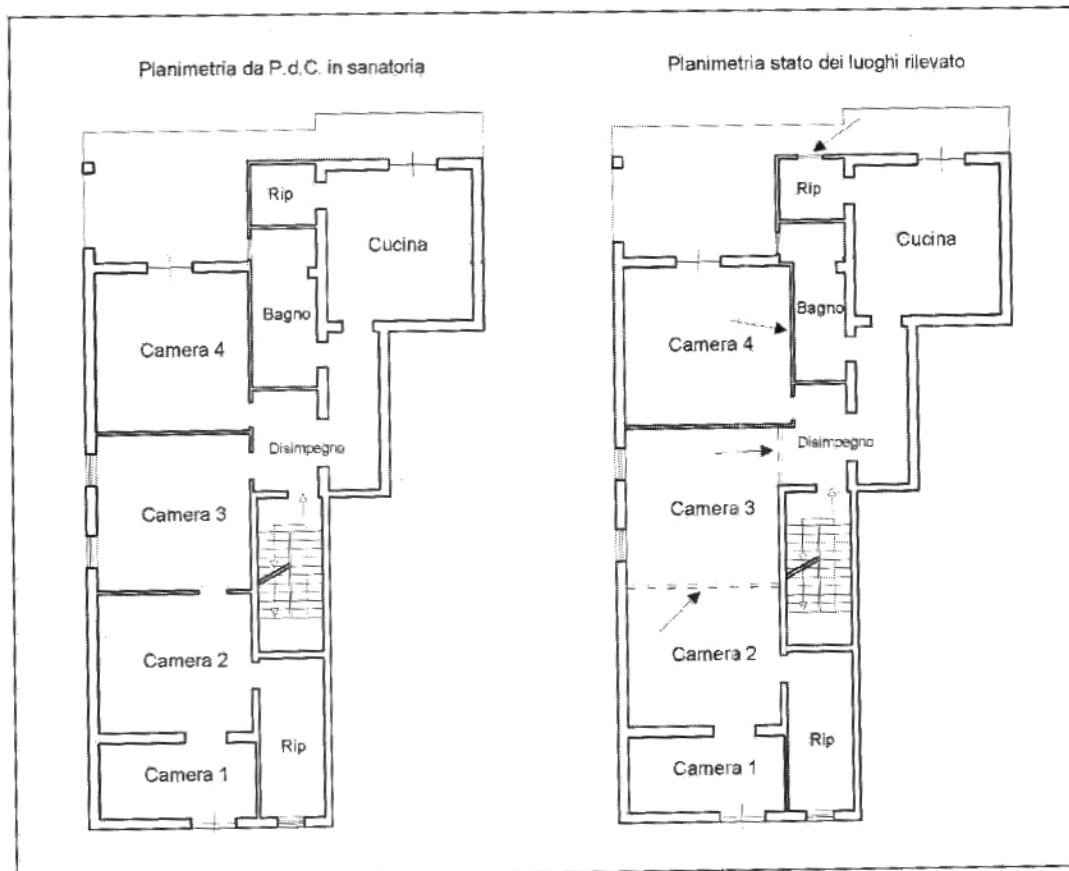 Planimetria da P.d.C. in sanatoria
Rip
Cucina
Bagno
Camera 4
Disimpegno
Camera 3
Camera 2
Rip
Camera 1
Planimetria stato dei luoghi rilevato
Rip
Cucina
Bagno
Camera 4
Disimpegno
Camera 3
Camera 2
Rip
Camera 1